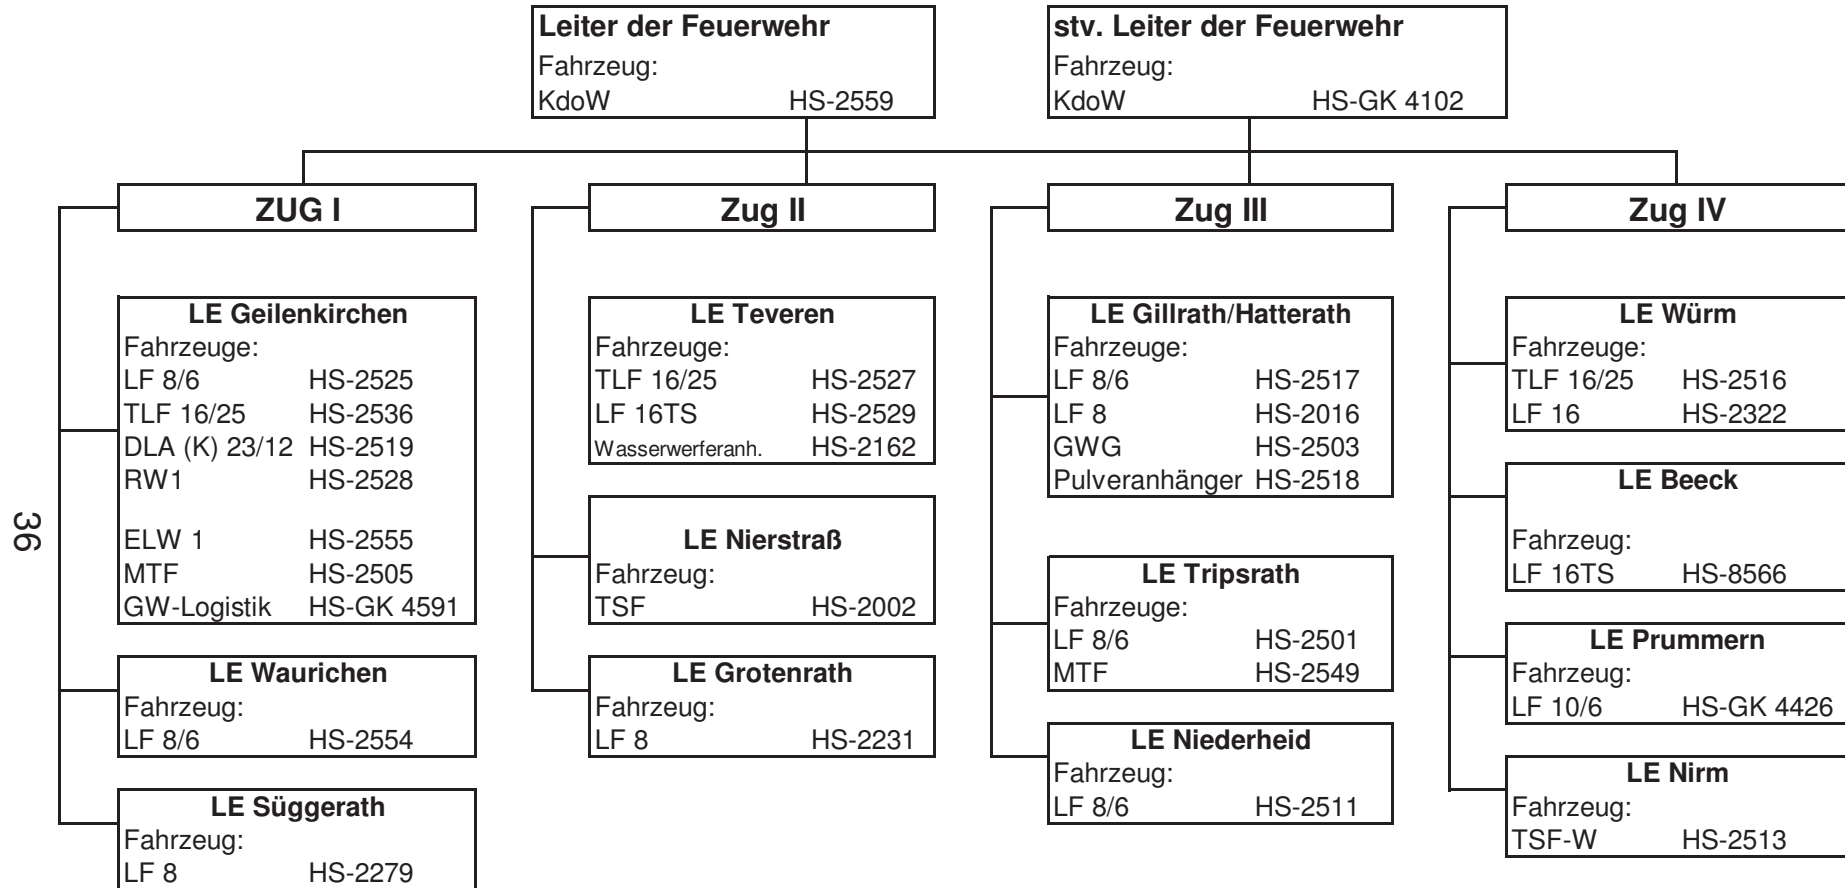 Leiter der Feuerwehr
Fahrzeug:
KdoW HS-2559
stv. Leiter der Feuerwehr
Fahrzeug:
KdoW HS-GK 4102
ZUG I
LE Geilenkirchen
Fahrzeuge:
LF 8/6 HS-2525
TLF 16/25 HS-2536
DLA (K) 23/12 HS-2519
RW1 HS-2528
ELW 1 HS-2555
MTF HS-2505
GW-Logistik HS-GK 4591
LE Waurichen
Fahrzeug:
LF 8/6 HS-2554
LE Süggerath
Fahrzeug:
LF 8 HS-2279
Zug II
LE Teveren
Fahrzeuge:
TLF 16/25 HS-2527
LF 16TS HS-2529
Wasserwerferanh. HS-2162
LE Nierstraß
Fahrzeug:
TSF HS-2002
LE Grotenrath
Fahrzeug:
LF 8 HS-2231
Zug III
LE Gillrath/Hatterath
Fahrzeuge:
LF 8/6 HS-2517
LF 8 HS-2016
GWG HS-2503
Pulveranhänger HS-2518
LE Tripsrath
Fahrzeuge:
LF 8/6 HS-2501
MTF HS-2549
LE Niederheid
Fahrzeug:
LF 8/6 HS-2511
Zug IV
LE Würm
Fahrzeuge:
TLF 16/25 HS-2516
LF 16 HS-2322
LE Beeck
Fahrzeug:
LF 16TS HS-8566
LE Prummern
Fahrzeug:
LF 10/6 HS-GK 4426
LE Nirm
Fahrzeug:
TSF-W HS-2513
36